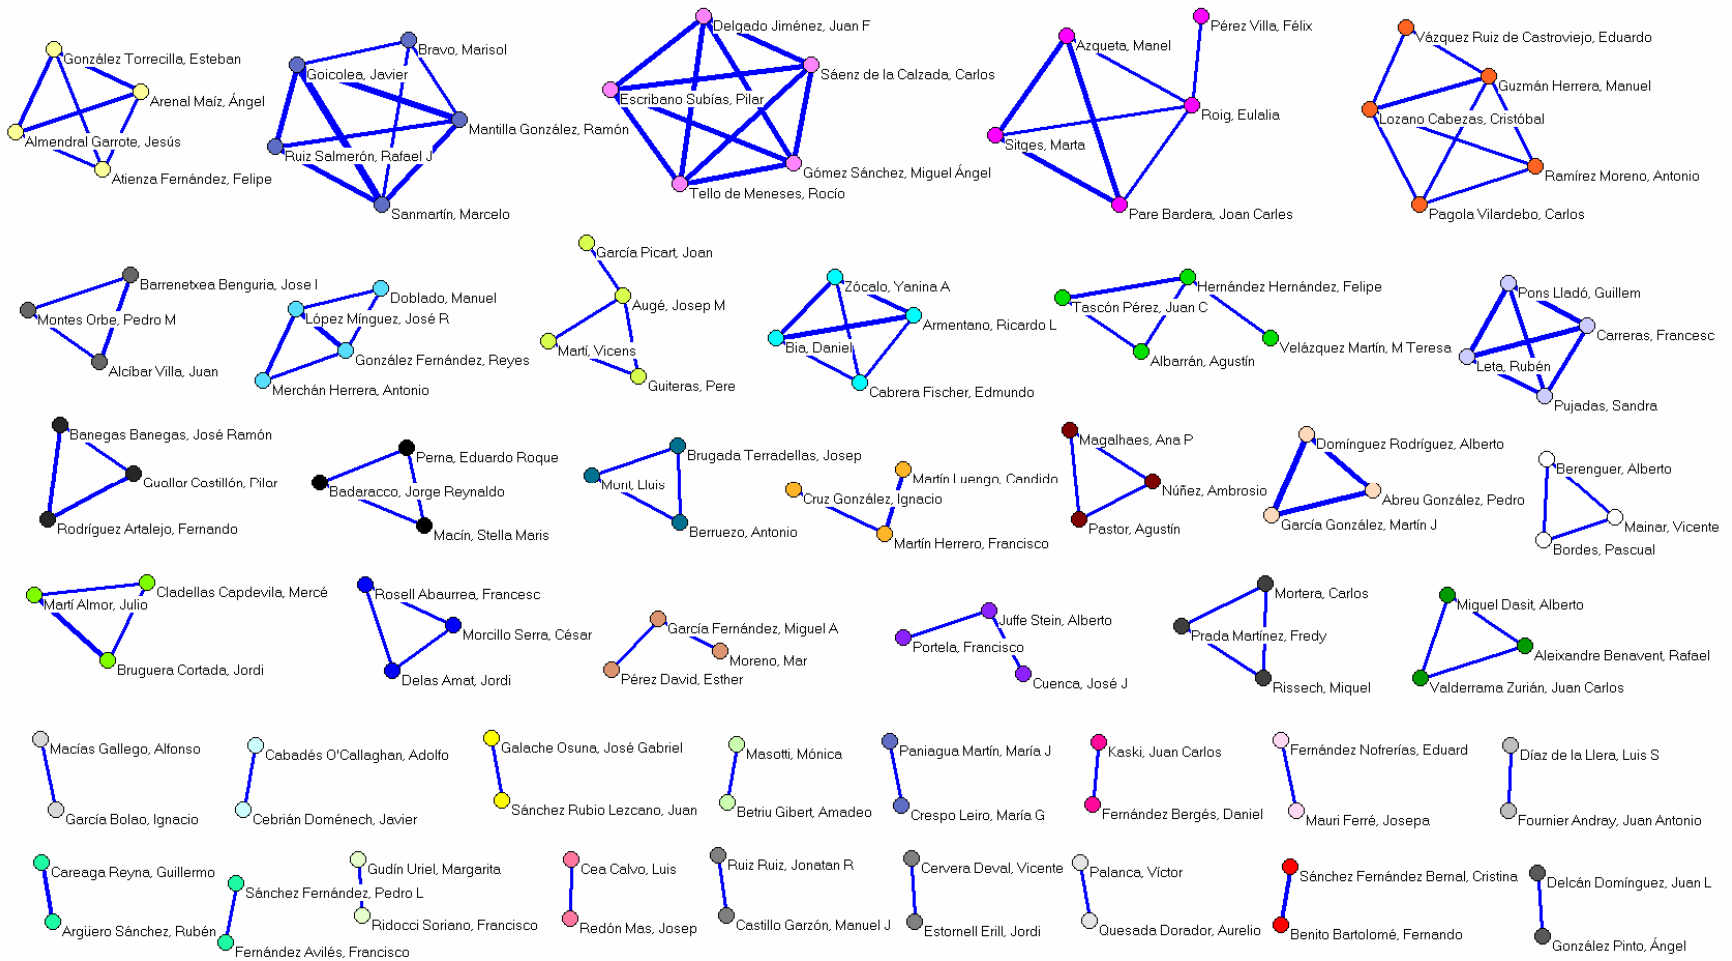 Delgado Jiménez, Juan F
Pérez Villa, Félix
Vázquez Ruiz de Castroviejo, Eduardo
Azqueta, Manel
Bravo, Marisol
González Torrecilla, Esteban
Goicolea, Javier
Sáenz de la Calzada, Carlos
Guzmán Herrera, Manuel
Arenal Maíz, Ángel
Escribano Subías, Pilar
Roig, Eulalia
Lozano Cabezas, Cristóbal
Mantilla González, Ramón
Almendral Garrote, Jesús
Sitges, Marta
Ruiz Salmerón, Rafael J
Gómez Sánchez, Miguel Ángel
Ramírez Moreno, Antonio
Atienza Fernández, Felipe
Tello de Meneses, Rocío
Sanmartín, Marcelo
Pare Bardera, Joan Carles
Pagola Vilardebo, Carlos
García Picart, Joan
Barrenetxea Benguria, Jose I
Zócalo, Yanina A
Hernández Hernández, Felipe
Pons Lladó, Guillem
Doblado, Manuel
Augé, Josep M
Tascón Pérez, Juan C
Montes Orbe, Pedro M
López Mínguez, José R
Armentano, Ricardo L
Carreras, Francesc
Martí, Vicens
Bia, Daniel
Velázquez Martín, M Teresa
González Fernández, Reyes
Albarrán, Agustín
Leta, Rubén
Alcíbar Villa, Juan
Merchán Herrera, Antonio
Guiteras, Pere
Cabrera Fischer, Edmundo
Pujadas, Sandra
Banegas Banegas, José Ramón
Magalhaes, Ana P
Domínguez Rodríguez, Alberto
Perna, Eduardo Roque
Brugada Terradellas, Josep
Berenguer, Alberto
Martín Luengo, Candido
Guallar Castillón, Pilar
Badaracco, Jorge Reynaldo
Mont, Lluis
Cruz González, Ignacio
Núñez, Ambrosio
Abreu González, Pedro
Rodríguez Artalejo, Fernando
Macín, Stella Maris
Berruezo, Antonio
Martín Herrero, Francisco
Pastor, Agustín
García González, Martín J
Mainar, Vicente
Bordes, Pascual
Cladellas Capdevila, Mercé
Rosell Abaurrea, Francesc
Mortera, Carlos
Martí Almor, Julio
Miquel Dasit, Alberto
Juffe Stein, Alberto
García Fernández, Miguel A
Morcillo Serra, César
Prada Martínez, Fredy
Portela, Francisco
Moreno, Mar
Aleixandre Benavent, Rafael
Bruguera Cortada, Jordi
Delas Amat, Jordi
Pérez David, Esther
Cuenca, José J
Rissech, Miquel
Valderrama Zurián, Juan Carlos
Macías Gallego, Alfonso
Cabadés O'Callaghan, Adolfo
Galache Osuna, José Gabriel
Masotti, Mónica
Paniagua Martín, María J
Kaski, Juan Carlos
Fernández Nofrerías, Eduard
Díaz de la Llera, Luis S
García Bolao, Ignacio
Cebrián Doménech, Javier
Sánchez Rubio Lezcano, Juan
Betriu Gibert, Amadeo
Crespo Leiro, María G
Fernández Bergés, Daniel
Mauri Ferré, Josepa
Fournier Andray, Juan Antonio
Careaga Reyna, Guillermo
Gudín Uriel, Margarita
Cea Calvo, Luis
Ruiz Ruiz, Jonatan R
Cervera Deval, Vicente
Palanca, Víctor
Sánchez Fernández Bernal, Cristina
Delcán Domínguez, Juan L
Sánchez Fernández, Pedro L
Argüero Sánchez, Rubén
Ridocci Soriano, Francisco
Redón Mas, Josep
Castillo Garzón, Manuel J
Estornell Erill, Jordi
Quesada Dorador, Aurelio
Benito Bartolomé, Fernando
Fernández Avilés, Francisco
González Pinto, Ángel